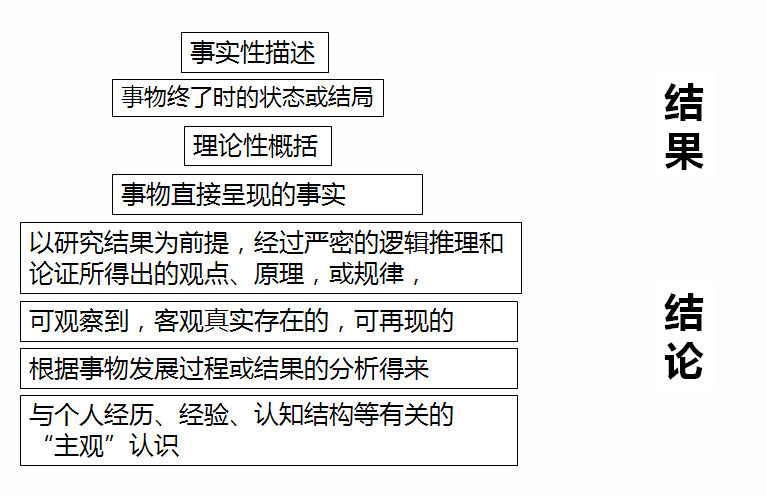 事实性描述
事物终了时的状态或结局
理论性概括
事物直接呈现的事实
以研究结果为前提，经过严密的逻辑推理和
论证所得出的观点、原理，或规律，
可观察到，客观真实存在的，可再现的
根据事物发展过程或结果的分析得来
与个人经历、经验、认知结构等有关的
“主观”认识
结果
结论